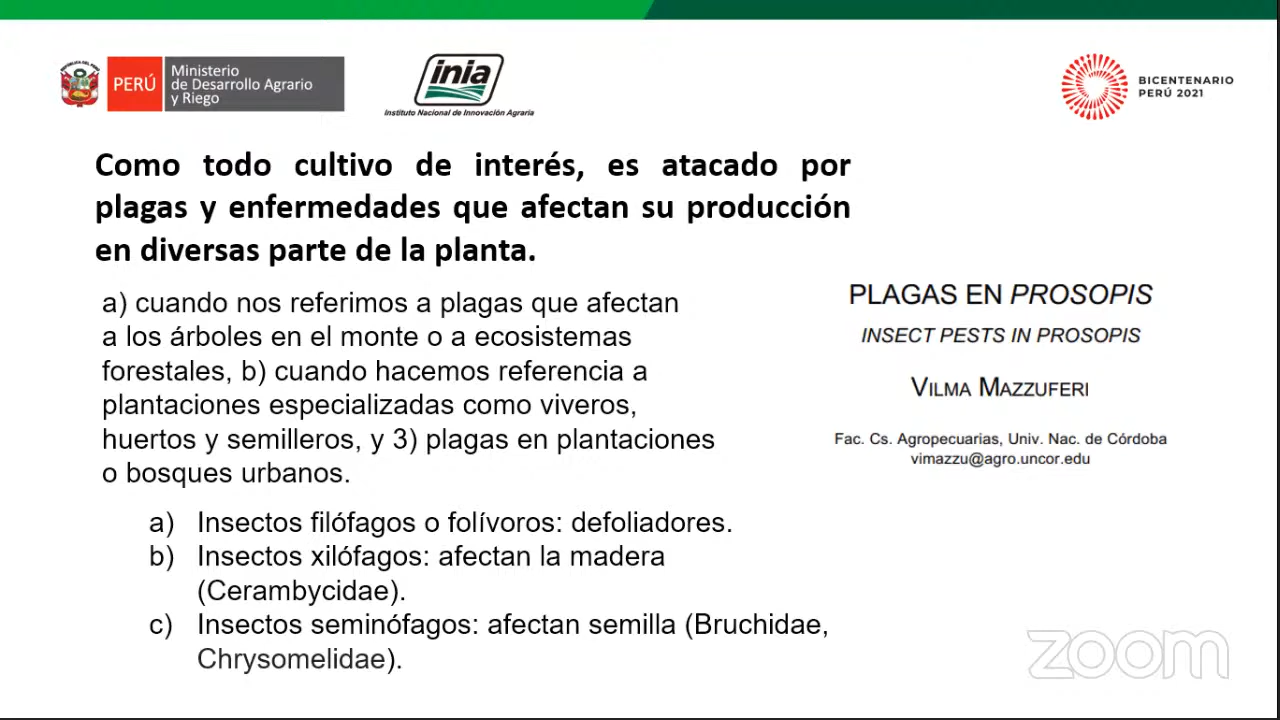 PERÚ
Ministerio
de Desarrollo Agrario
y Riego
inia
Instituto Nacional de Innovación Agraria
BICENTENARIO
PERÚ 2021
Como todo cultivo de interés, es atacado por
plagas y enfermedades que afectan su producción
en diversas parte de la planta.
a) cuando nos referimos a plagas que afectan
a los árboles en el monte o a ecosistemas
forestales, b) cuando hacemos referencia a
plantaciones especializadas como viveros,
huertos y semilleros, y 3) plagas en plantaciones
o bosques urbanos.
a) Insectos filófagos o folívoros: defoliadores.
b) Insectos xilófagos: afectan la madera
(Cerambycidae).
c) Insectos seminófagos: afectan semilla (Bruchidae,
Chrysomelidae).
PLAGAS EN PROSOPIS
INSECT PESTS IN PROSOPIS
VILMA MAZZUFERI
Fac. Cs. Agropecuarias, Univ. Nac. de Córdoba
vimazzu@agro.uncor.edu
zoom